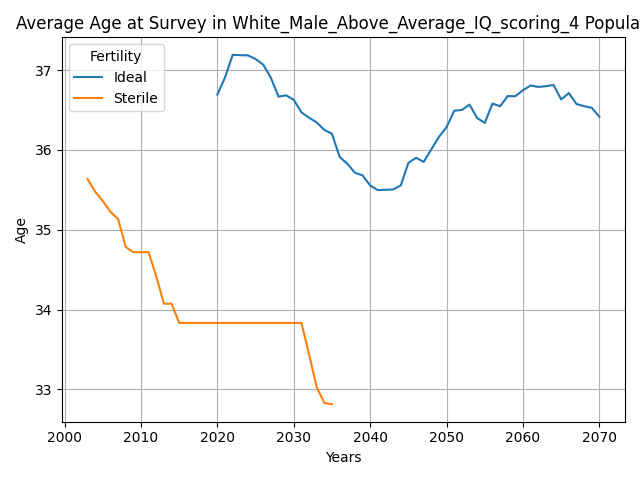 Average Age at Survey in White_Male_Above_Average_IQ_scoring_4 Popula
Fertility
Ideal
Sterile
37
36
35
34
33
Age
2000 2010 2020 2030 2040 2050 2060 2070
Years